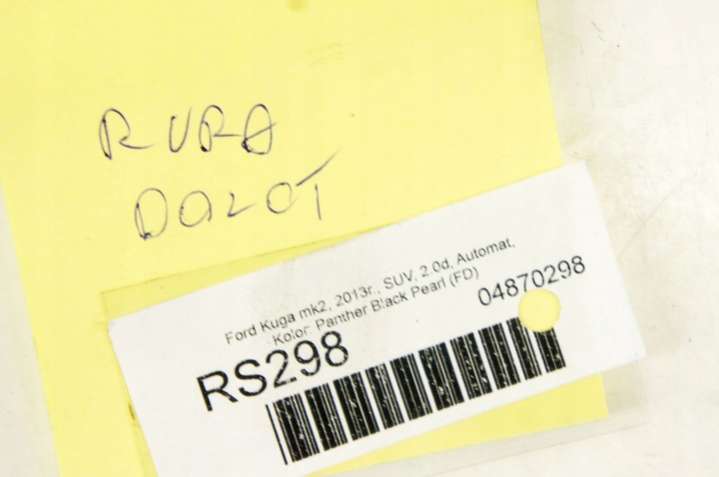 RURA
DOLOT
Ford Kuga mk2, 2013r., SUV, 2.0d, Automat,
Kolor: Panther Black Pearl (FD)
04870298
RS298